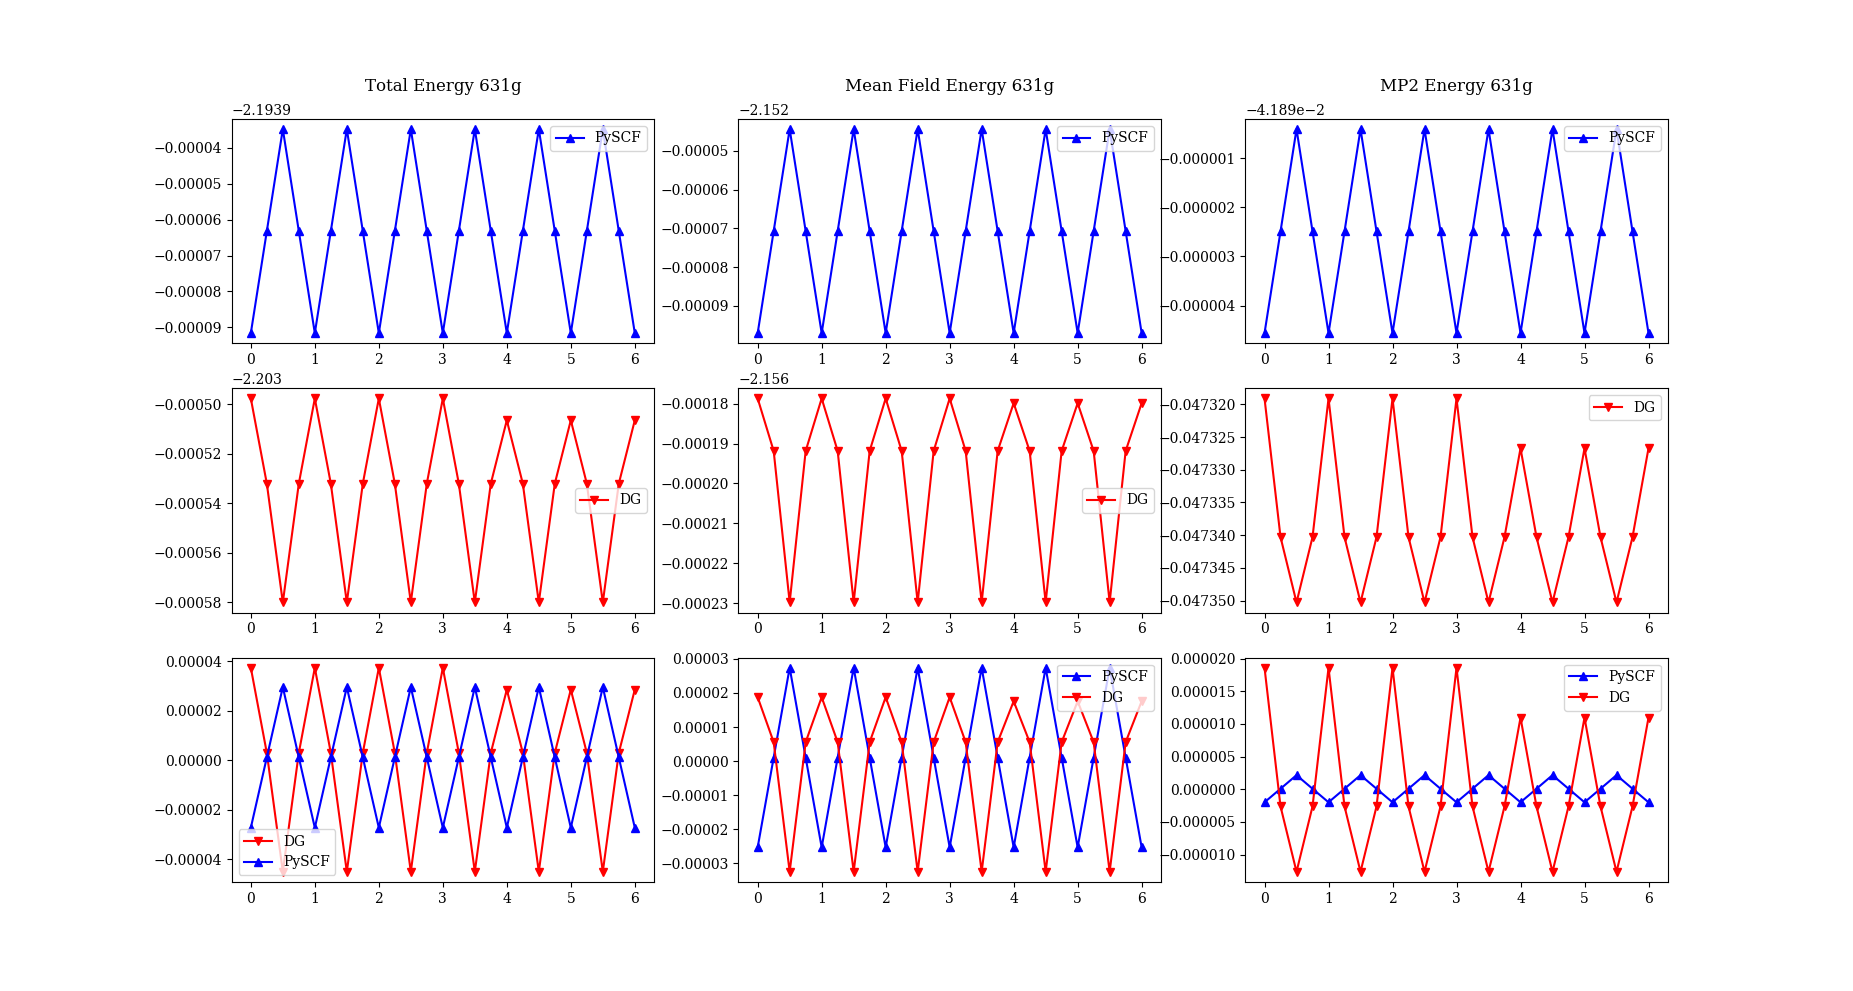 Total Energy 631g
Mean Field Energy 631g
MP2 Energy 631g
−2.1939
−0.00004
−0.00005
−0.00006
−0.00007
−0.00008
−0.00009
PySCF
0 1 2 3 4 5 6
−2.152
−0.00005
−0.00006
−0.00007
−0.00008
−0.00009
PySCF
0 1 2 3 4 5 6
−4.189e−2
−0.000001
−0.000002
−0.000003
−0.000004
PySCF
0 1 2 3 4 5 6
−2.203
−0.00050
−0.00052
−0.00054
−0.00056
−0.00058
DG
0 1 2 3 4 5 6
−2.156
−0.00018
−0.00019
−0.00020
−0.00021
−0.00022
−0.00023
DG
0 1 2 3 4 5 6
−0.047320
−0.047325
−0.047330
−0.047335
−0.047340
−0.047345
−0.047350
DG
0 1 2 3 4 5 6
0.00004
0.00002
0.00000
−0.00002
−0.00004
DG
PySCF
0 1 2 3 4 5 6
0.00003
0.00002
0.00001
0.00000
−0.00001
−0.00002
−0.00003
PySCF
DG
0 1 2 3 4 5 6
0.000020
0.000015
0.000010
0.000005
0.000000
−0.000005
−0.000010
PySCF
DG
0 1 2 3 4 5 6